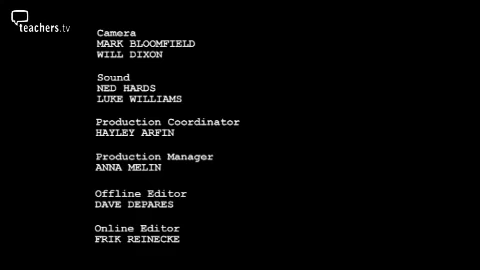 teachers.tv
Camera
MARK BLOOMFIELD
WILL DIXON
Sound
NED HARDS
LUKE WILLIAMS
Production Coordinator
HAYLEY ARFIN
Production Manager
ANNA MELIN
Offline Editor
DAVE DEPARES
Online Editor
FRIK REINECKE